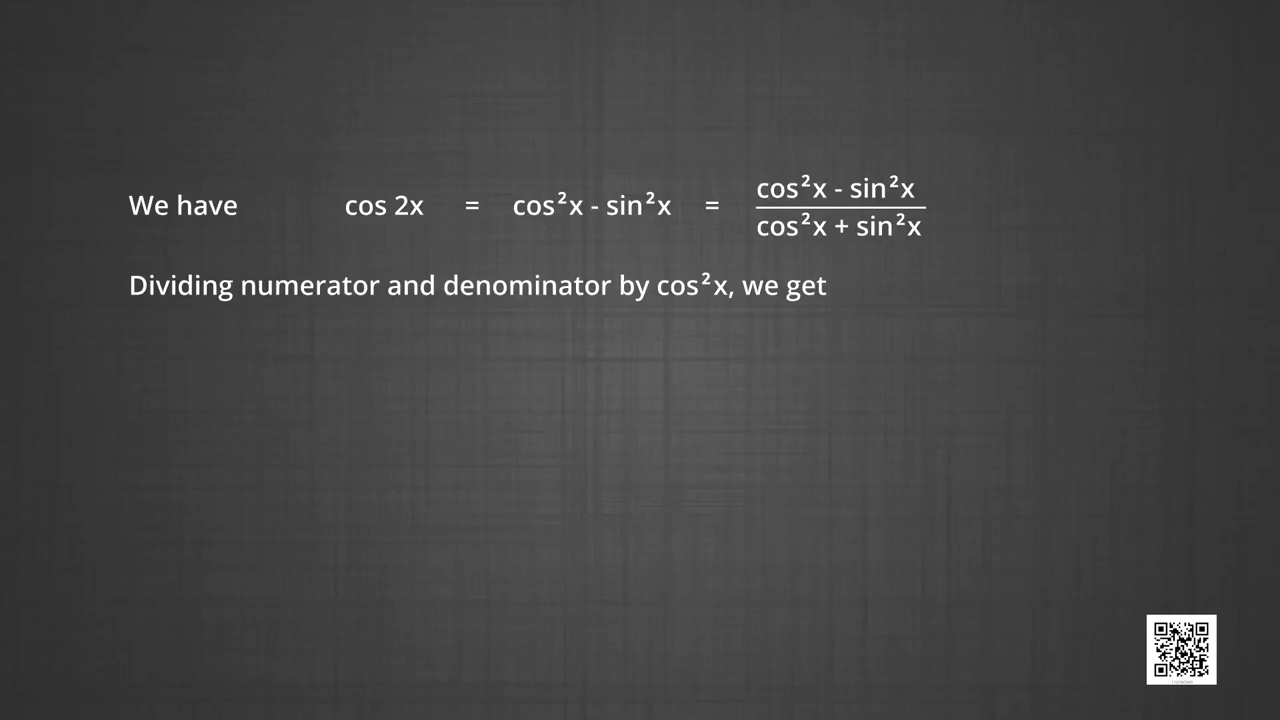 We have cos 2x = cos²x - sin²x = cos²x - sin²x / cos²x + sin²x
Dividing numerator and denominator by cos²x, we get